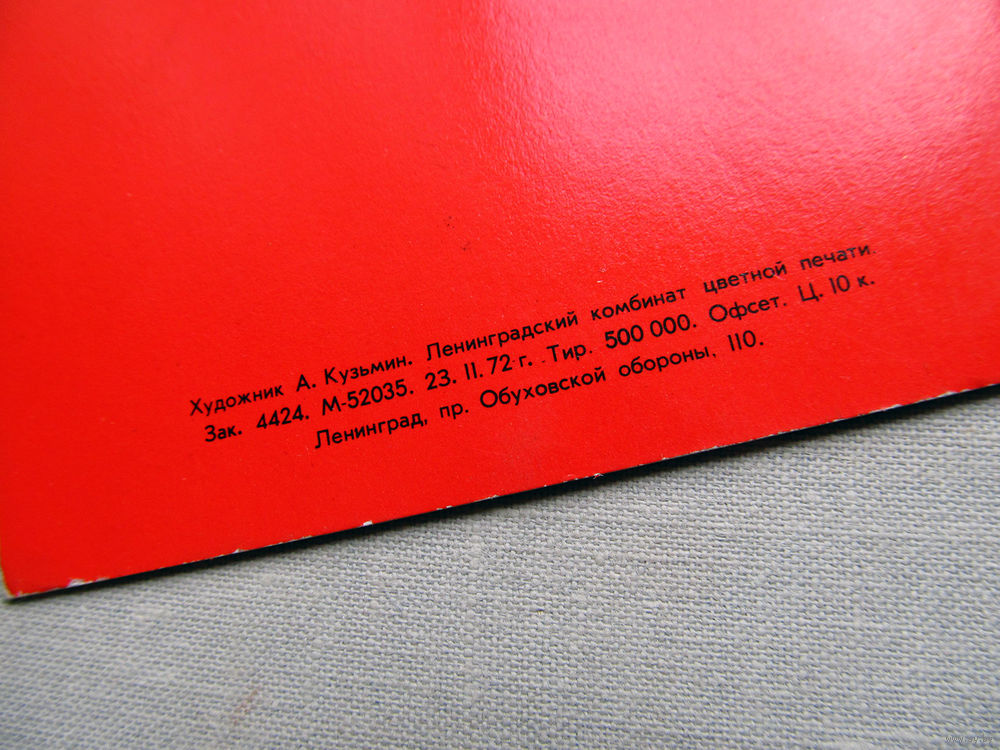 Художник А. Кузьмин. Ленинградский комбинат цветной печати.
Зак. 4424. М-52035. 23. II. 72 г. Тир. 500 000. Офсет. Ц. 10 к.
Ленинград, пр. Обуховской обороны, 110.